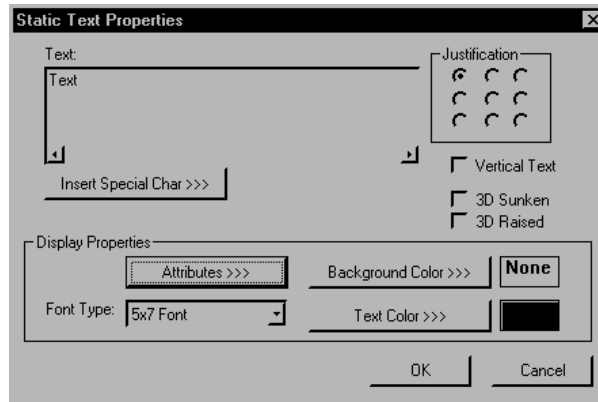 Static Text Properties
Text:
Text
Justification
Insert Special Char >>>
Vertical Text
3D Sunken
3D Raised
Display Properties
Attributes >>>
Background Color >>>
None
Font Type:
5x7 Font
Text Color >>>
OK
Cancel